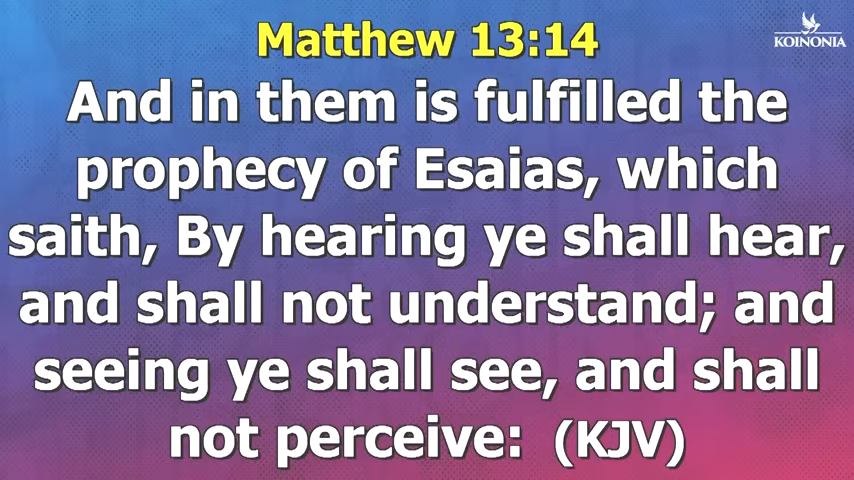 Matthew 13:14
KOINONIA
And in them is fulfilled the
prophecy of Esaias, which
saith, By hearing ye shall hear,
and shall not understand; and
seeing ye shall see, and shall
not perceive: (KJV)